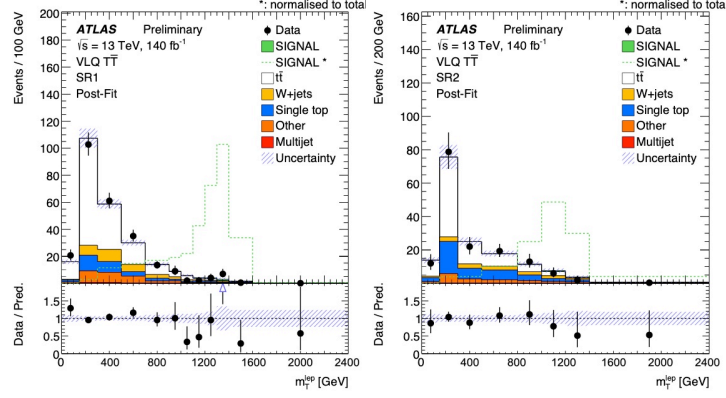 *: normalised to total
Events / 100 GeV
200
180
160
140
120
100
80
60
40
20
ATLAS Preliminary
√s = 13 TeV, 140 fb⁻¹
VLQ TT̅
SR1
Post-Fit
Data
SIGNAL
SIGNAL *
tt̅
W+jets
Single top
Other
Multijet
Uncertainty
Data / Pred.
1.5
1
0.5
0
0 400 800 1200 1600 2000 2400
m_T^lep [GeV]
*: normalised to total
Events / 200 GeV
160
140
120
100
80
60
40
20
ATLAS Preliminary
√s = 13 TeV, 140 fb⁻¹
VLQ TT̅
SR2
Post-Fit
Data
SIGNAL
SIGNAL *
tt̅
W+jets
Single top
Other
Multijet
Uncertainty
Data / Pred.
1.5
1
0.5
0
0 400 800 1200 1600 2000 2400
m_T^lep [GeV]